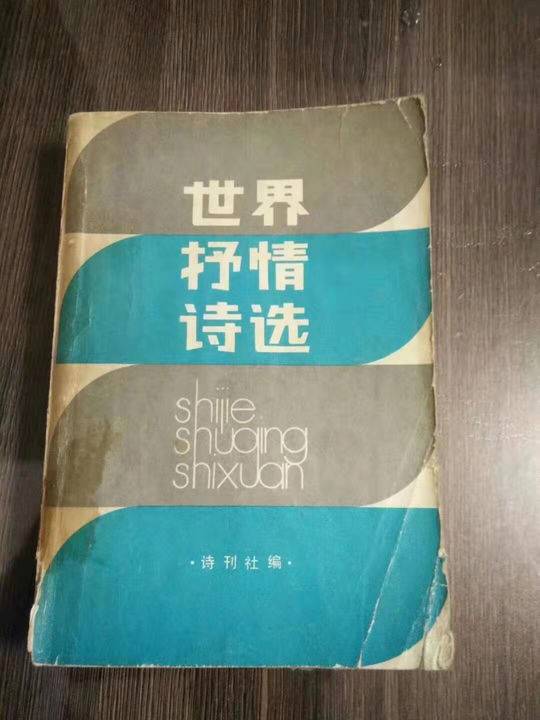 世界
抒情
诗选
shijie
shuqing
shixuan
·诗刊社编·